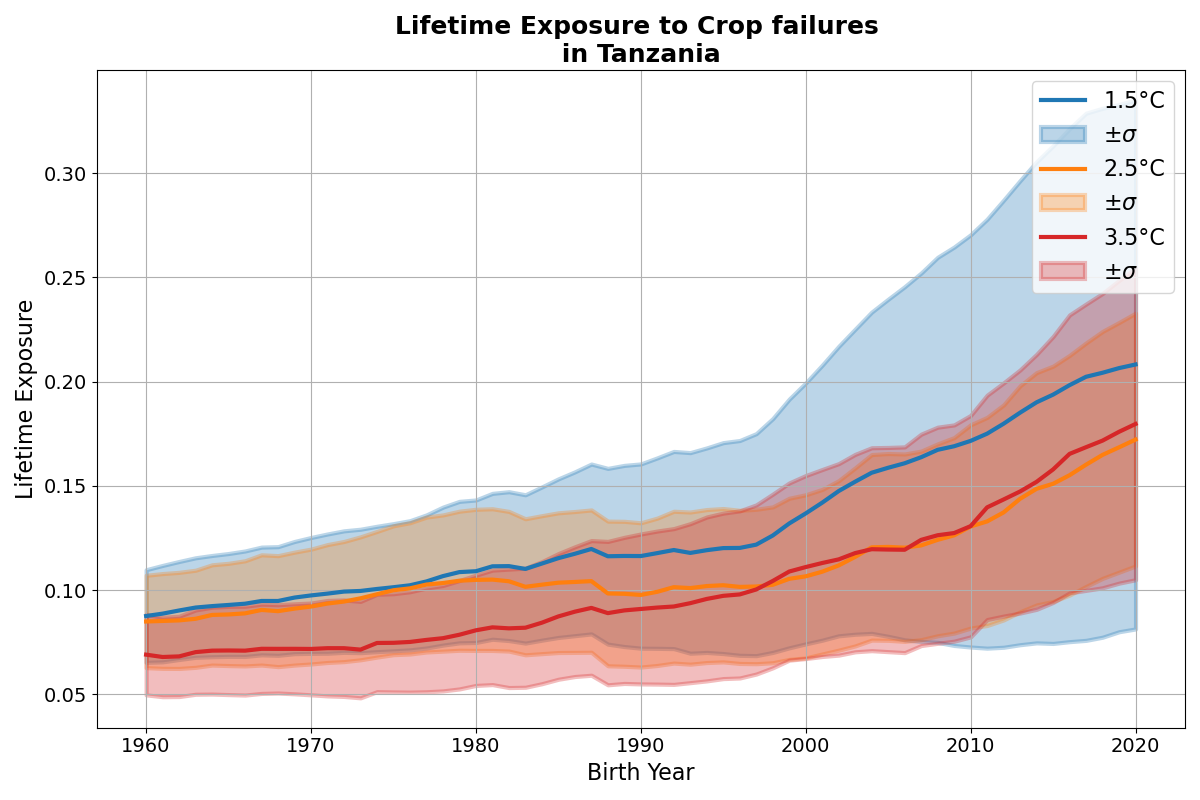 Lifetime Exposure to Crop failures
in Tanzania
Lifetime Exposure
0.30
0.25
0.20
0.15
0.10
0.05
1960
1970
1980
1990
2000
2010
2020
Birth Year
1.5°C
±σ
2.5°C
±σ
3.5°C
±σ